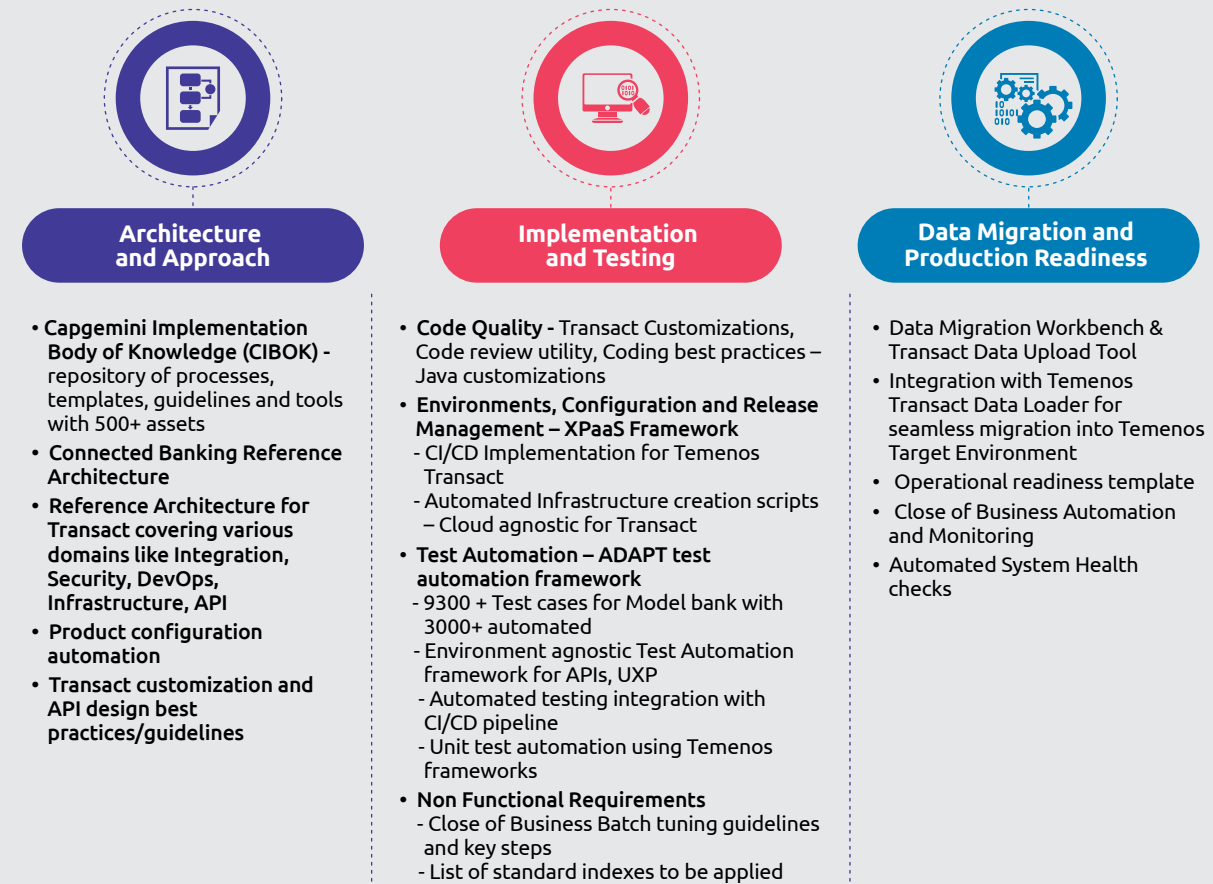 Architecture
and Approach
• Capgemini Implementation
Body of Knowledge (CIBOK) -
repository of processes,
templates, guidelines and tools
with 500+ assets
• Connected Banking Reference
Architecture
• Reference Architecture for
Transact covering various
domains like Integration,
Security, DevOps,
Infrastructure, API
• Product configuration
automation
• Transact customization and
API design best
practices/guidelines
0101
1010
Implementation
and Testing
• Code Quality - Transact Customizations,
Code review utility, Coding best practices –
Java customizations
• Environments, Configuration and Release
Management – XPaaS Framework
- CI/CD Implementation for Temenos
Transact
- Automated Infrastructure creation scripts
– Cloud agnostic for Transact
• Test Automation – ADAPT test
automation framework
- 9300 + Test cases for Model bank with
3000+ automated
- Environment agnostic Test Automation
framework for APIs, UXP
- Automated testing integration with
CI/CD pipeline
- Unit test automation using Temenos
frameworks
• Non Functional Requirements
- Close of Business Batch tuning guidelines
and key steps
- List of standard indexes to be applied
10
10101
010
Data Migration and
Production Readiness
• Data Migration Workbench &
Transact Data Upload Tool
• Integration with Temenos
Transact Data Loader for
seamless migration into Temenos
Target Environment
• Operational readiness template
• Close of Business Automation
and Monitoring
• Automated System Health
checks